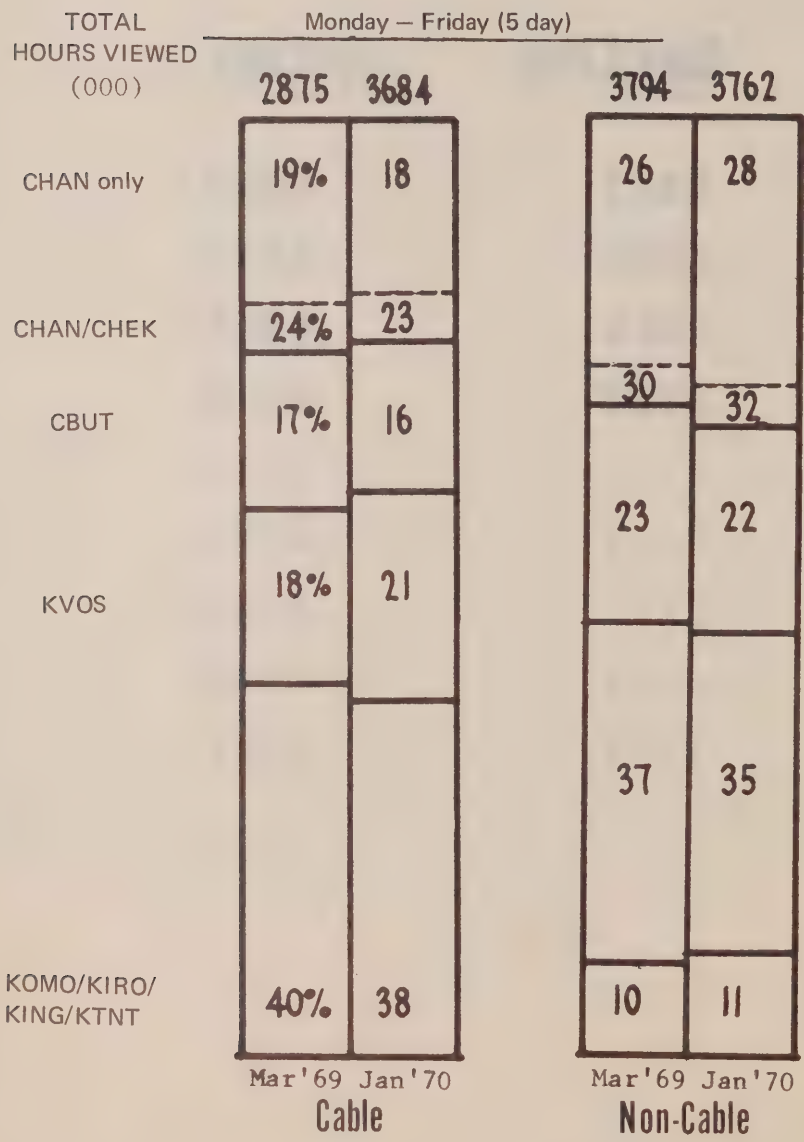 TOTAL
HOURS VIEWED
(000)
Monday — Friday (5 day)
2875 3684 3794 3762
CHAN only 19% 18 26 28
CHAN/CHEK 24% 23 30 32
CBUT 17% 16 23 22
KVOS 18% 21 37 35
KOMO/KIRO/
KING/KTNT 40% 38 10 11
Mar'69 Jan'70 Mar'69 Jan'70
Cable Non-Cable